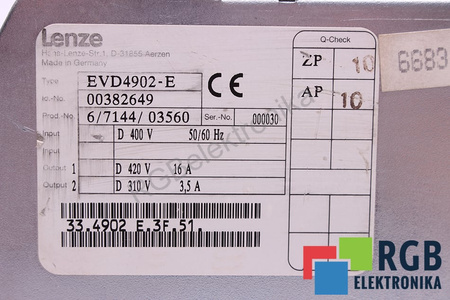 Lenze
Hans-Lenze-Str.1, D-31855 Aerzen
Made in Germany
Type EVD4902-E
Id.-No. 00382649
CE
Prod.-No 6/7144/ 03560 Ser.-No. 000030
Input D 400 V 50/60 Hz
Input
Output 1 D 420 V 16 A
Output 2 D 310 V 3,5 A
33.4902 E.3F.51.
Q-Check
ZP 10
AP 10
6683
RGBelektronika
RGB
ELEKTRONIKA